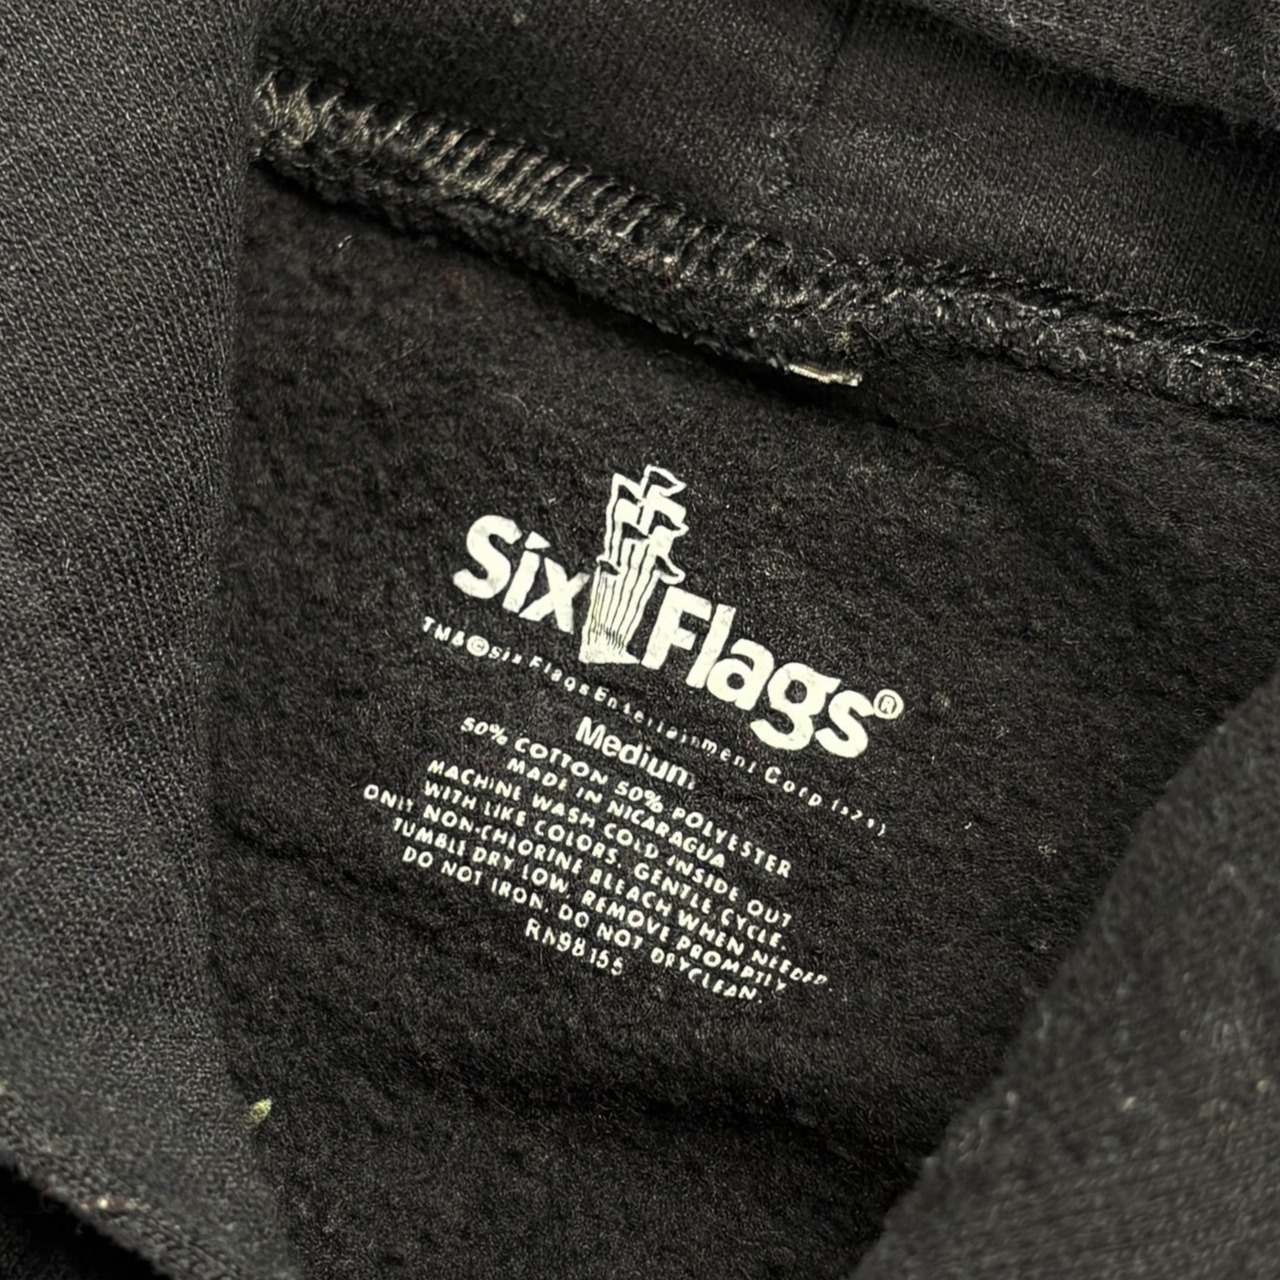 Six Flags®
TM&©Six Flags Entertainment Corp (s21)
Medium
50% COTTON 50% POLYESTER
MADE IN NICARAGUA
MACHINE WASH COLD INSIDE OUT
WITH LIKE COLORS, GENTLE CYCLE.
ONLY NON-CHLORINE BLEACH WHEN NEEDED
TUMBLE DRY LOW, REMOVE PROMPTLY
DO NOT IRON. DO NOT DRYCLEAN.
RN98155